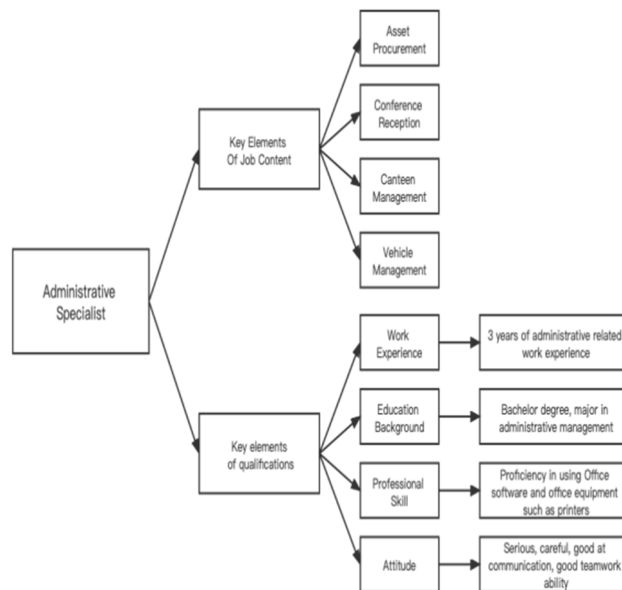 Asset
Procurement
Conference
Reception
Key Elements
Of Job Content
Canteen
Management
Vehicle
Management
Administrative
Specialist
Work
Experience
3 years of administrative related
work experience
Education
Background
Bachelor degree, major in
administrative management
Key elements
of qualifications
Professional
Skill
Proficiency in using Office
software and office equipment
such as printers
Attitude
Serious, careful, good at
communication, good teamwork
ability